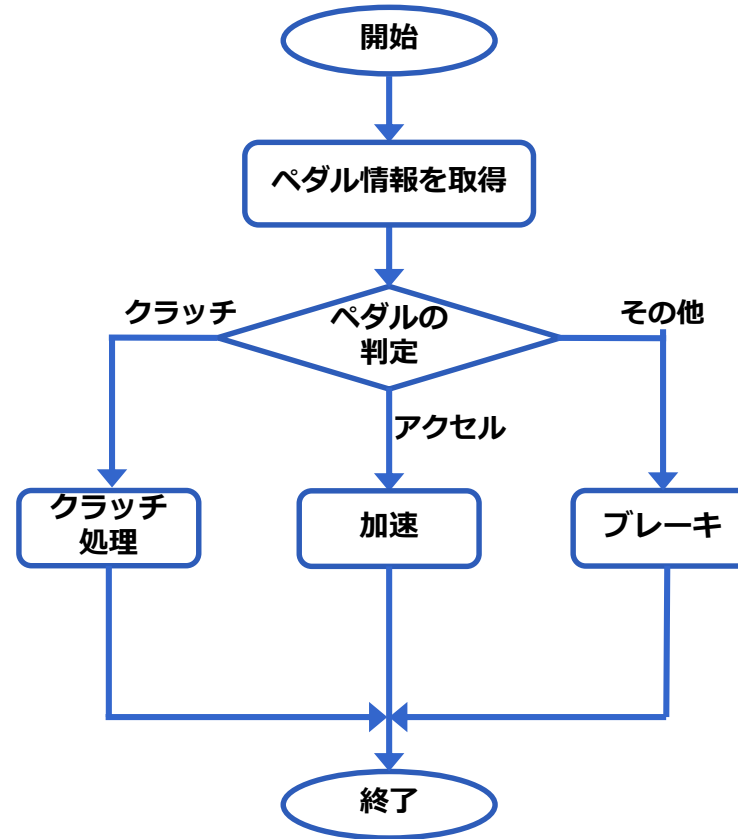 開始
ペダル情報を取得
クラッチ
ペダルの
判定
その他
アクセル
クラッチ
処理
加速
ブレーキ
終了